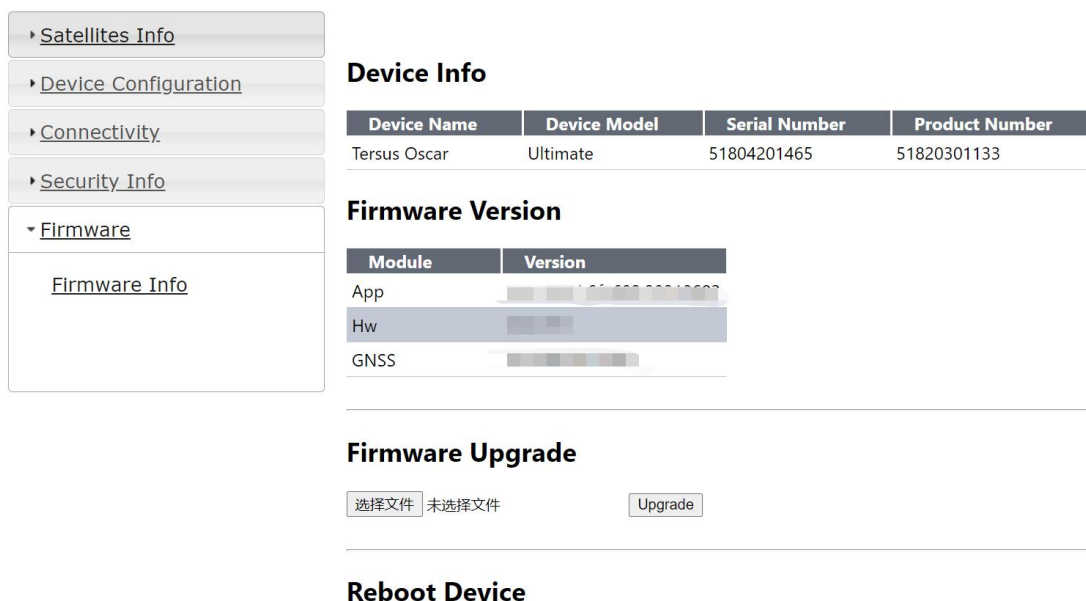 Satellites Info
Device Configuration
Connectivity
Security Info
Firmware
Firmware Info
Device Info
Device Name Device Model Serial Number Product Number
Tersus Oscar Ultimate 51804201465 51820301133
Firmware Version
Module Version
App
Hw
GNSS
Firmware Upgrade
选择文件 未选择文件 Upgrade
Reboot Device